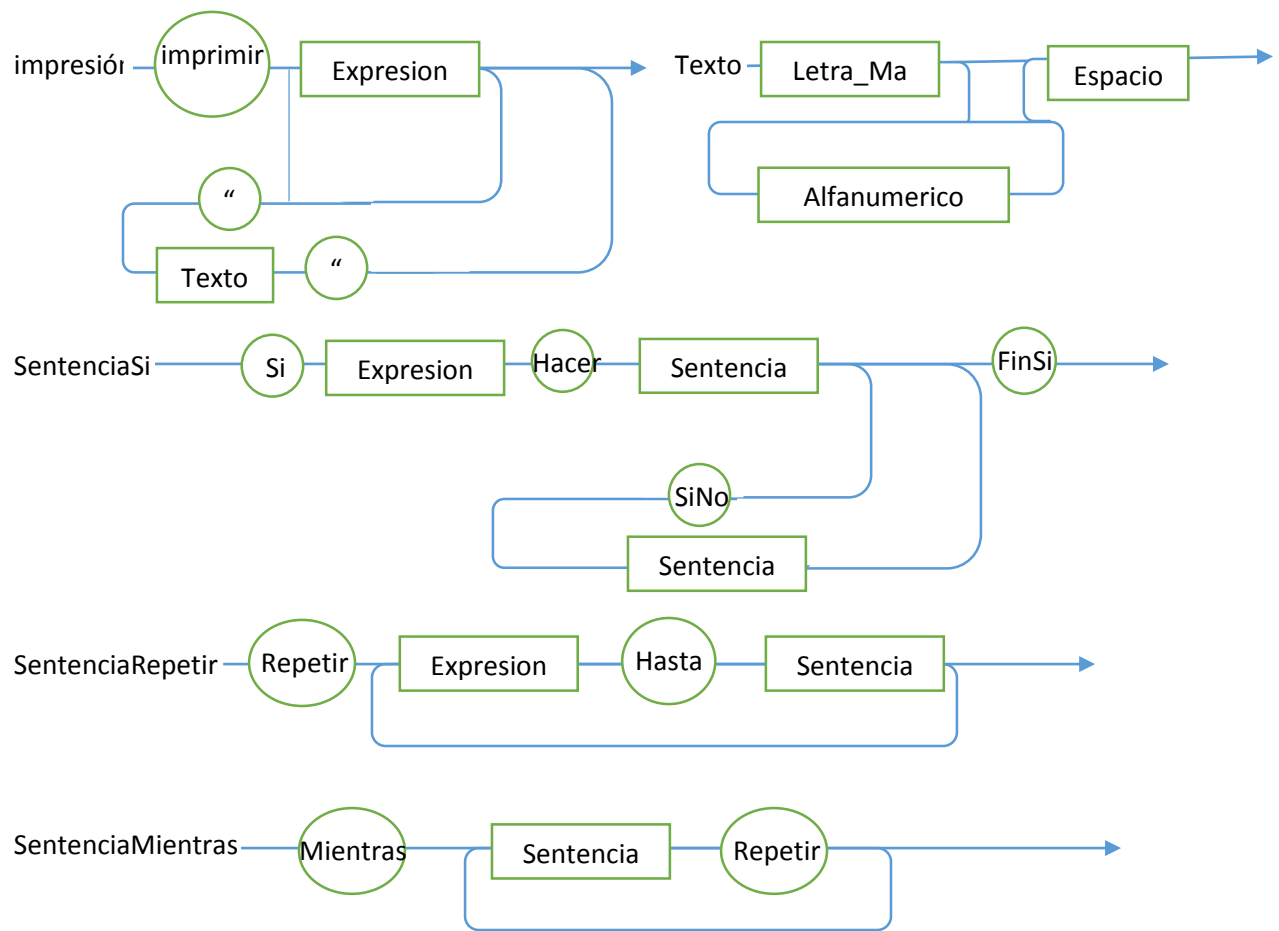 impresión imprimir Expresion
“
Texto “
Texto Letra_Ma Espacio
Alfanumerico
SentenciaSi Si Expresion Hacer Sentencia FinSi
SiNo
Sentencia
SentenciaRepetir Repetir Expresion Hasta Sentencia
SentenciaMientras Mientras Sentencia Repetir